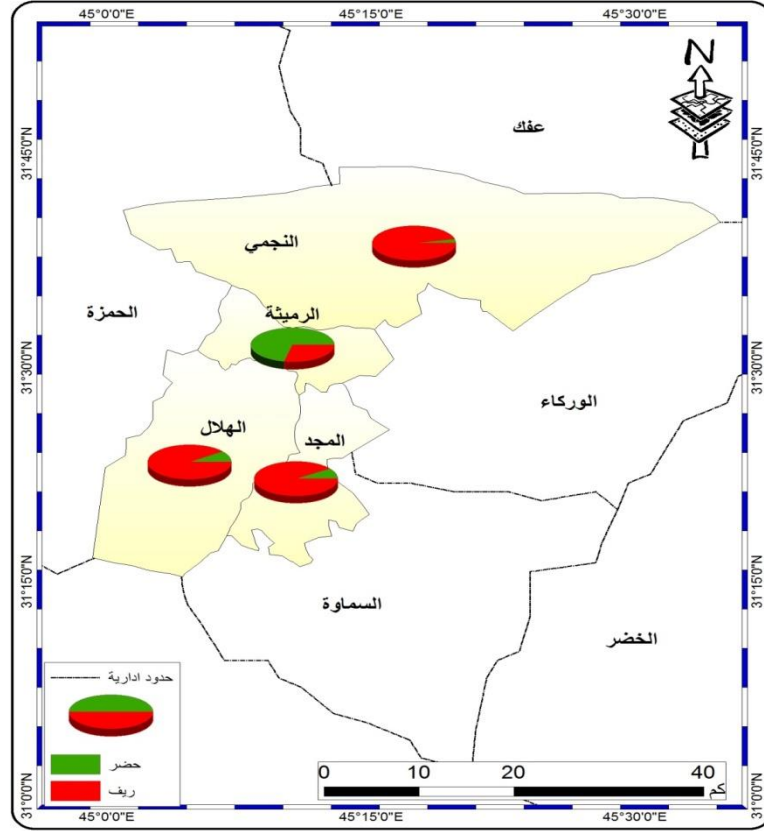 45°0'0"E
45°15'0"E
45°30'0"E
N
عفك
31°45'0"N
31°45'0"N
النجمي
الحمزة
الرميثة
31°30'0"N
31°30'0"N
الوركاء
الهلال
المجد
31°15'0"N
31°15'0"N
السماوة
الخضر
حدود ادارية
حضر
ريف
0 10 20 40
كم
31°0'0"N
31°0'0"N
45°0'0"E
45°15'0"E
45°30'0"E